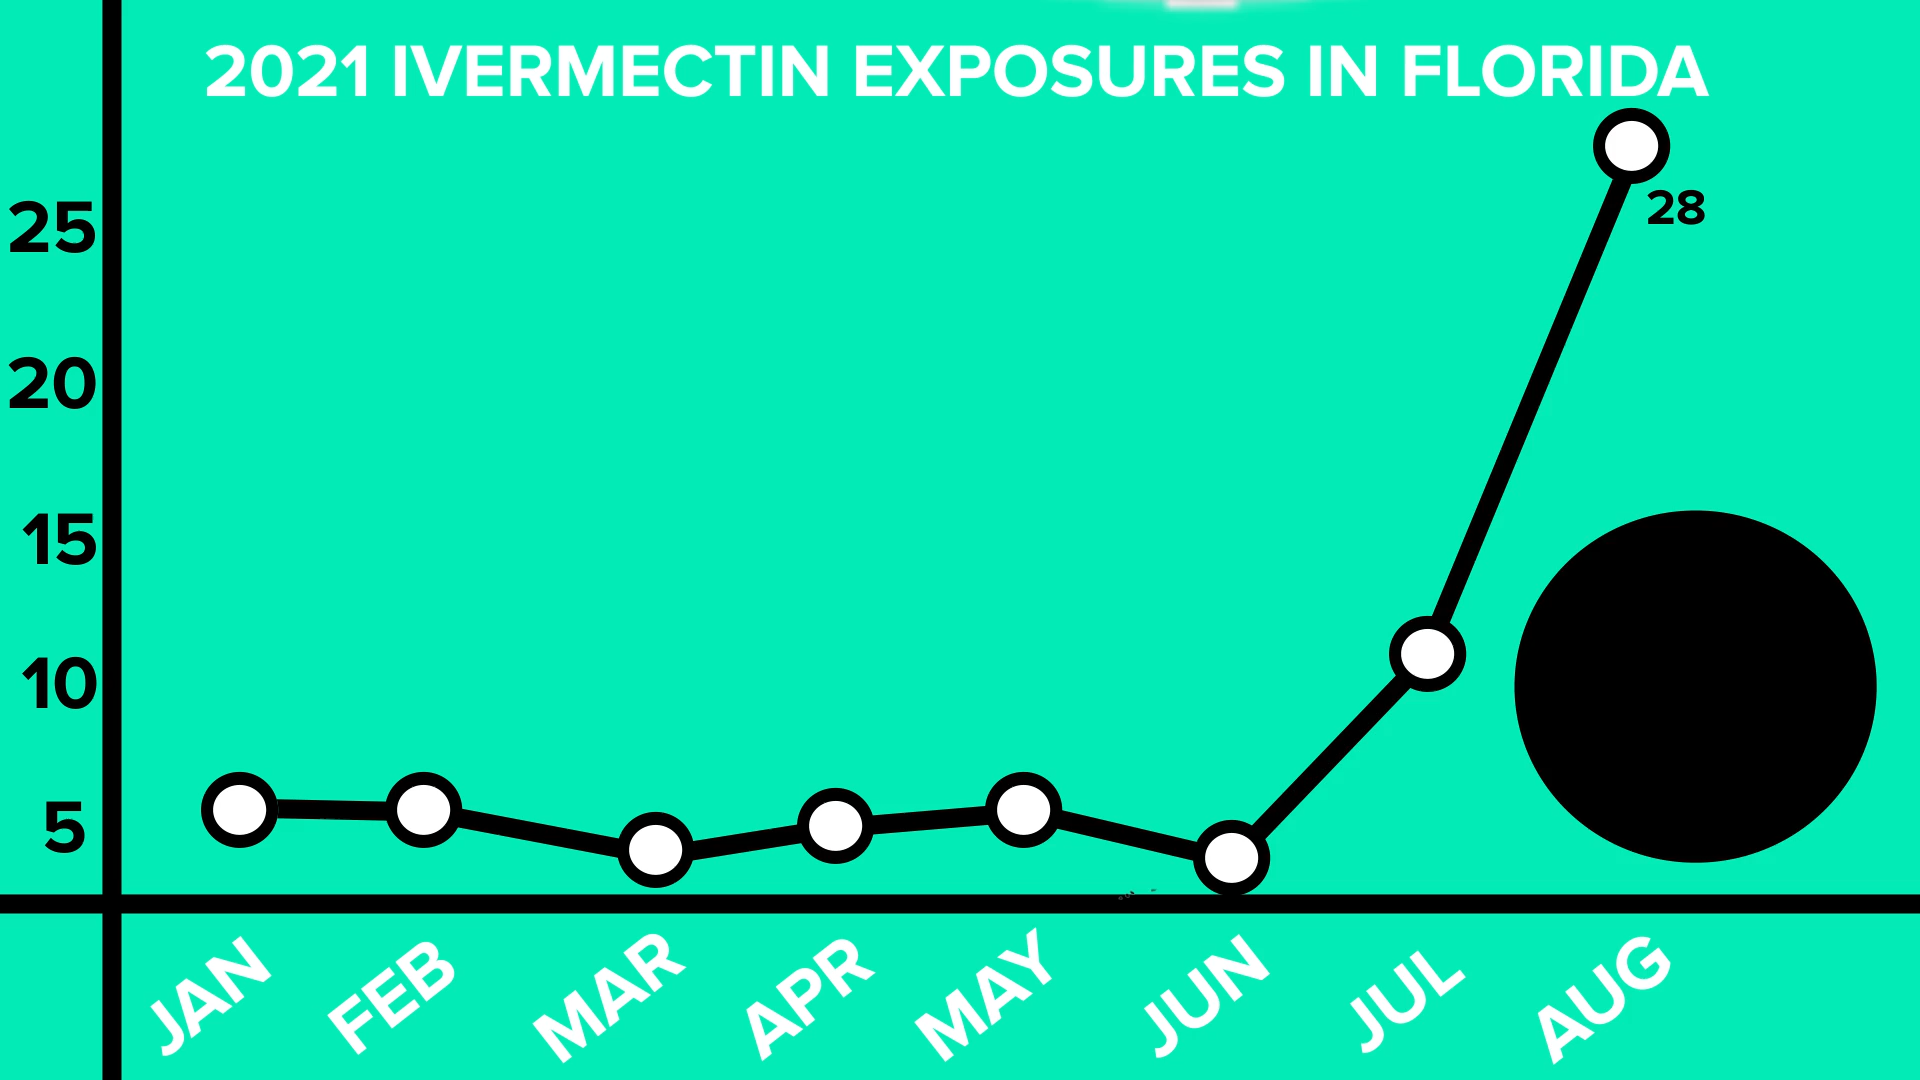 2021 IVERMECTIN EXPOSURES IN FLORIDA
28
25
20
15
10
5
JAN
FEB
MAR
APR
MAY
JUN
JUL
AUG